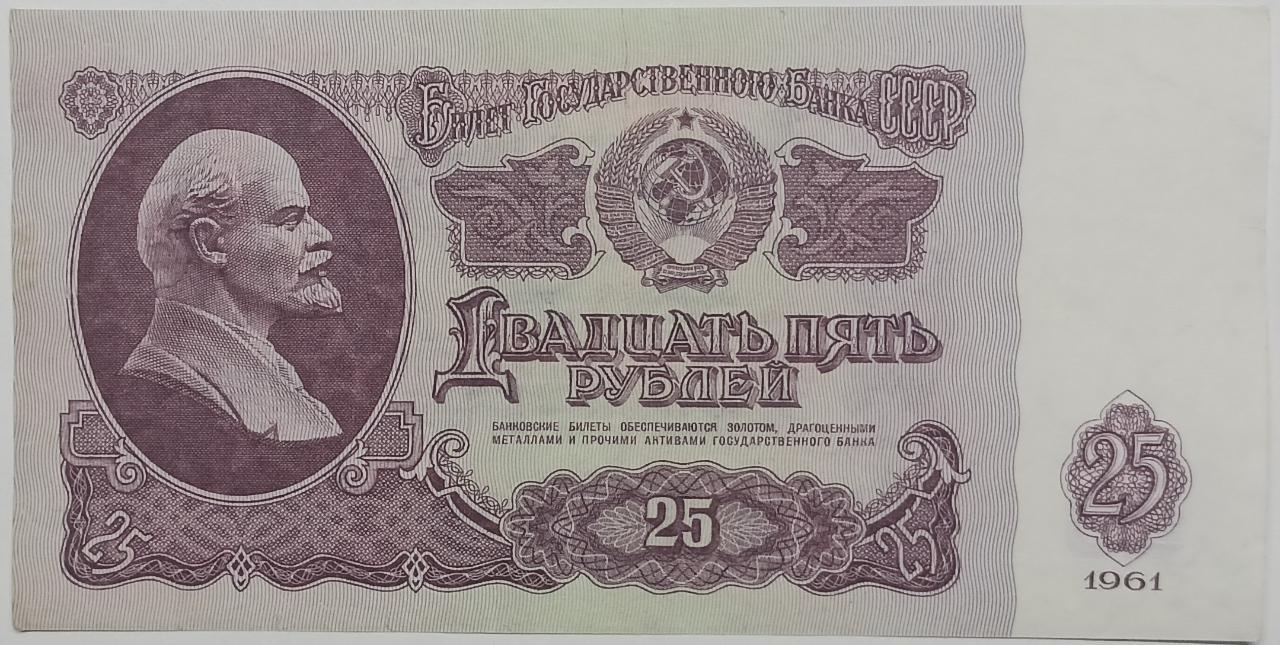 Билет Государственного Банка СССР
Двадцать пять
рублей
БАНКОВСКИЕ БИЛЕТЫ ОБЕСПЕЧИВАЮТСЯ ЗОЛОТОМ, ДРАГОЦЕННЫМИ
МЕТАЛЛАМИ И ПРОЧИМИ АКТИВАМИ ГОСУДАРСТВЕННОГО БАНКА
25
25
25
25
1961